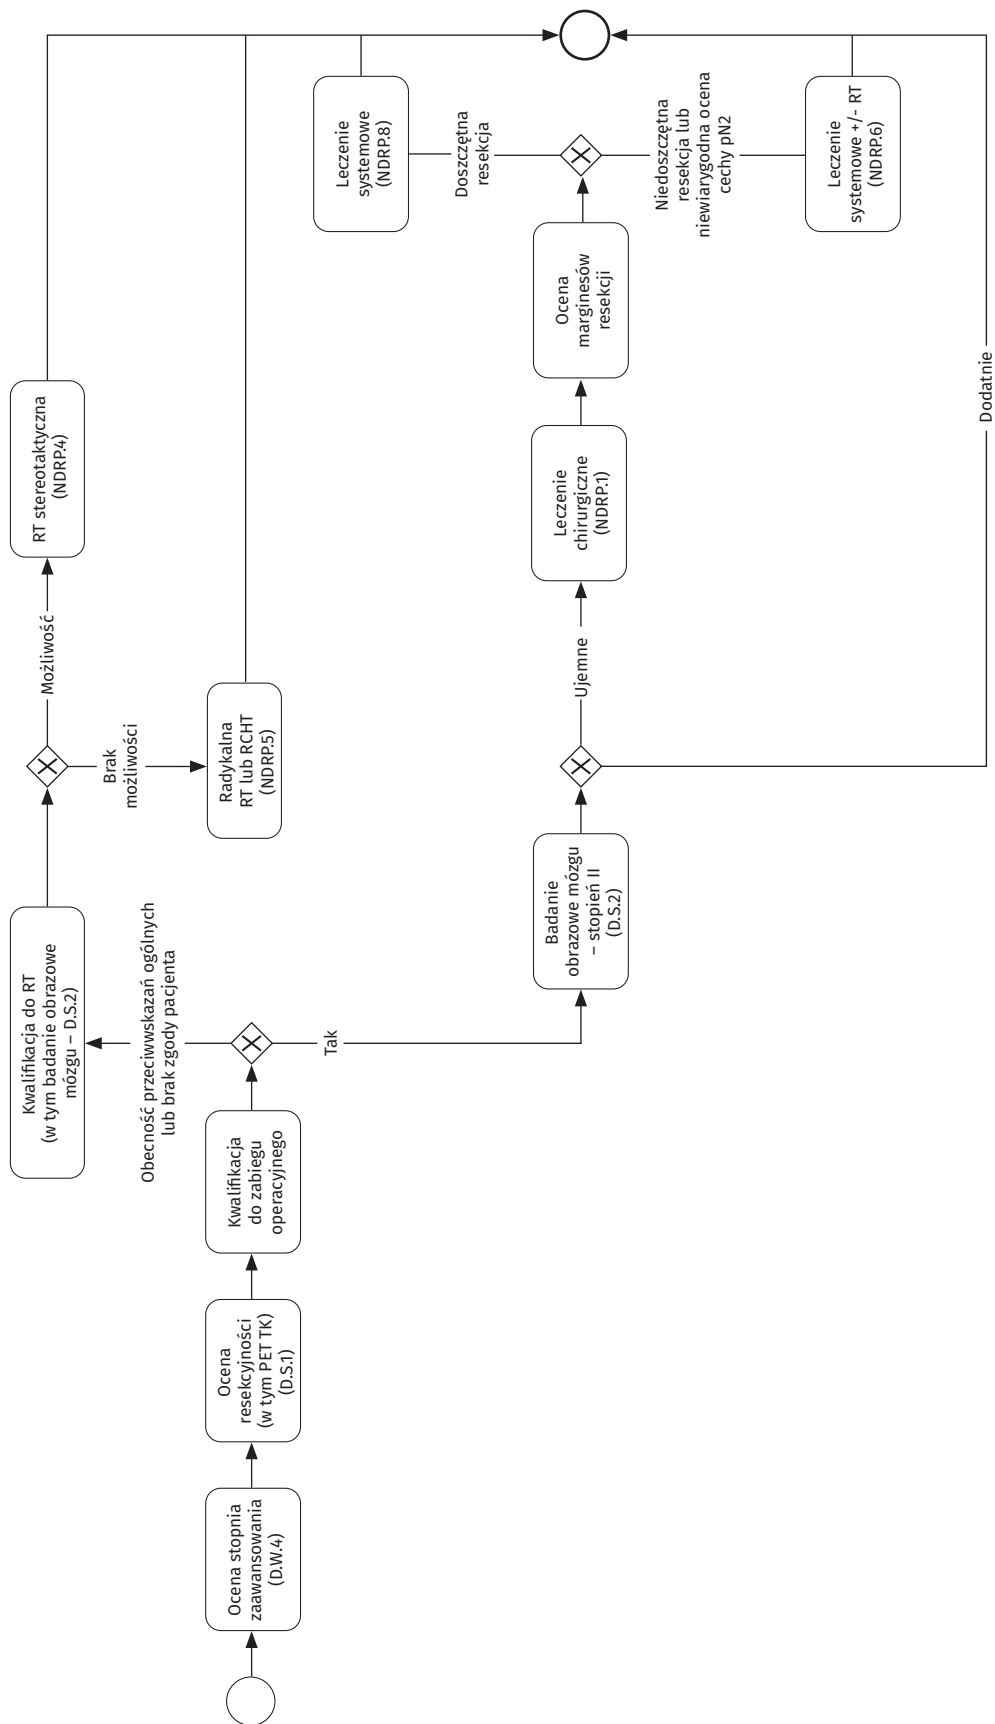 Ocena stopnia
zaawansowania
(D.W.4)
Ocena
resekcyjności
(w tym PET TK)
(D.S.1)
Kwalifikacja
do zabiegu
operacyjnego
Obecność przeciwwskazań ogólnych
lub brak zgody pacjenta
Kwalifikacja do RT
(w tym badanie obrazowe
mózgu – D.S.2)
Możliwość
RT stereotaktyczna
(NDRP.4)
Brak
możliwości
Radykalna
RT lub RCHT
(NDRP.5)
Tak
Badanie
obrazowe mózgu
– stopień II
(D.S.2)
Ujemne
Leczenie
chirurgiczne
(NDRP.1)
Ocena
marginesów
resekcji
Doszczętna
resekcja
Leczenie
systemowe
(NDRP.8)
Niedoszczętna
resekcja lub
niewiarygodna ocena
cechy pN2
Leczenie
systemowe +/- RT
(NDRP.6)
Dodatnie